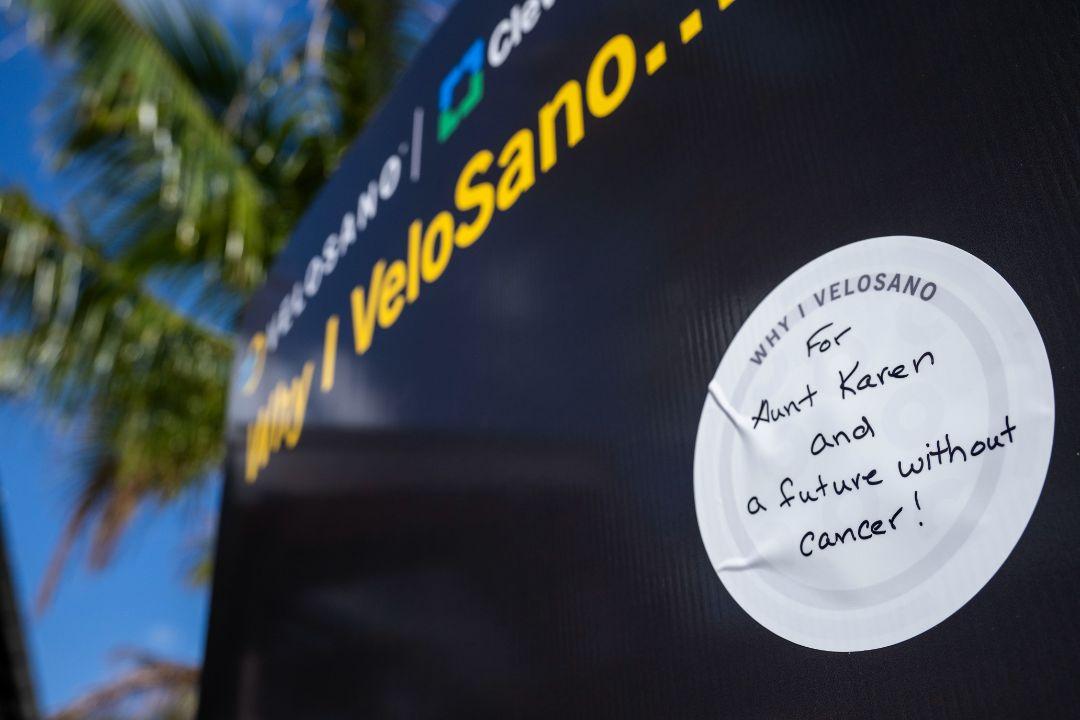 VELOSANO
Why I VeloSano...
WHY I VELOSANO
For
Aunt Karen
and
a future without
cancer!